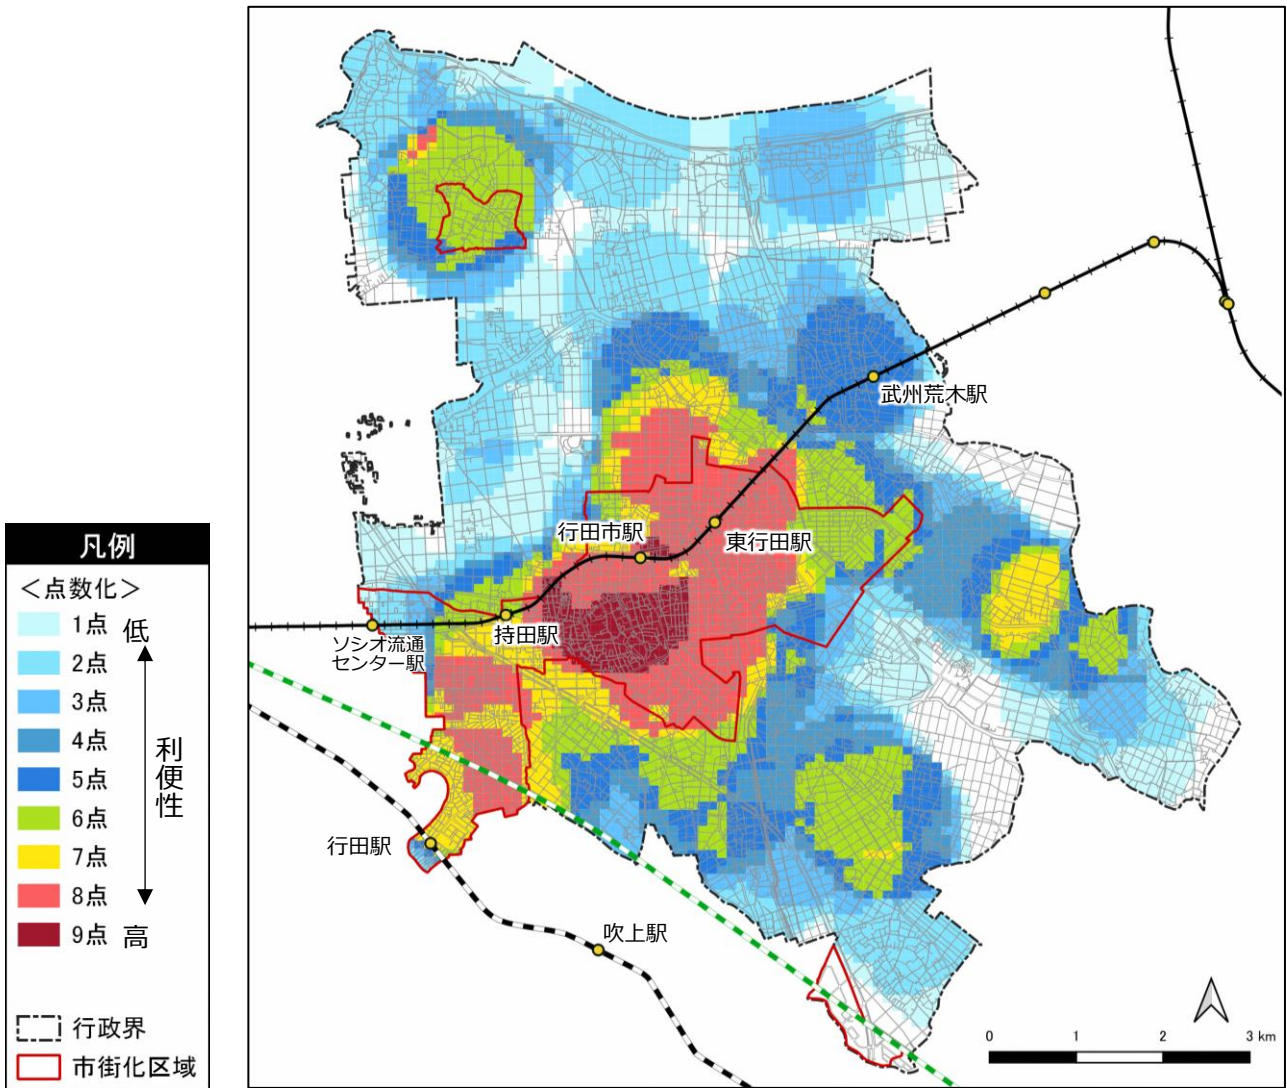 凡例
<点数化>
1点
2点
3点
4点
5点
6点
7点
8点
9点
低
利便性
高
行政界
市街化区域
武州荒木駅
行田市駅
東行田駅
持田駅
ソシオ流通
センター駅
行田駅
吹上駅
0 1 2 3 km